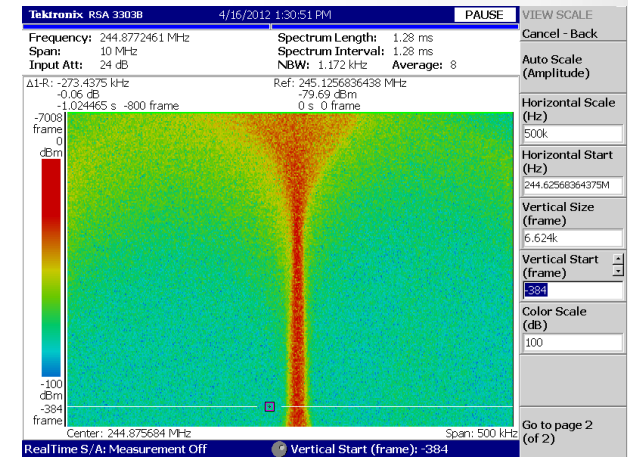 Tektronix RSA 3303B 4/16/2012 1:30:51 PM PAUSE
Frequency: 244.8772461 MHz Spectrum Length: 1.28 ms
Span: 10 MHz Spectrum Interval: 1.28 ms
Input Att: 24 dB NBW: 1.172 kHz Average: 8
Δ1-R: -273.4375 kHz Ref: 245.1256836438 MHz
-0.06 dB -79.69 dBm
-1.024465 s -800 frame 0 s 0 frame
-7008
frame
0
dBm
-100
dBm
-384
frame
Center: 244.875684 MHz Span: 500 kHz
RealTime S/A: Measurement Off Vertical Start (frame): -384
VIEW SCALE
Cancel - Back
Auto Scale
(Amplitude)
Horizontal Scale
(Hz)
500k
Horizontal Start
(Hz)
244.62568364375M
Vertical Size
(frame)
6.624k
Vertical Start
(frame)
-384
Color Scale
(dB)
100
Go to page 2
(of 2)